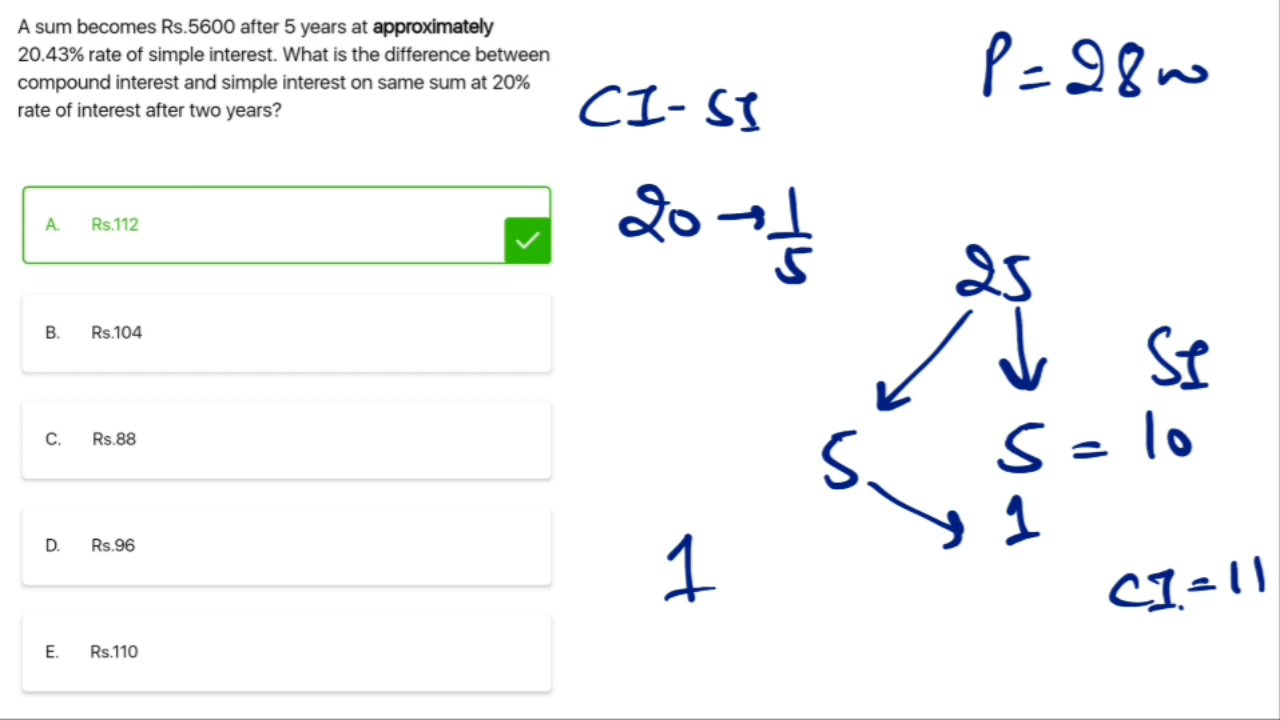 A sum becomes Rs.5600 after 5 years at approximately
20.43% rate of simple interest. What is the difference between
compound interest and simple interest on same sum at 20%
rate of interest after two years?
A. Rs.112
B. Rs.104
C. Rs.88
D. Rs.96
E. Rs.110
P = 2800
CI - SI
20 → 1/5
25
SI
5 5 = 10
1
1
CI = 11